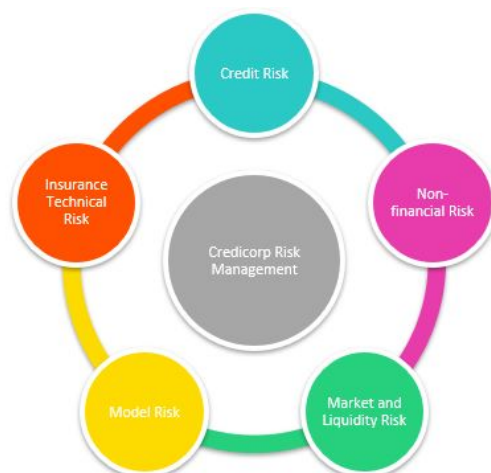 Credit Risk
Non-
financial Risk
Market and
Liquidity Risk
Model Risk
Insurance
Technical
Risk
Credicorp Risk
Management